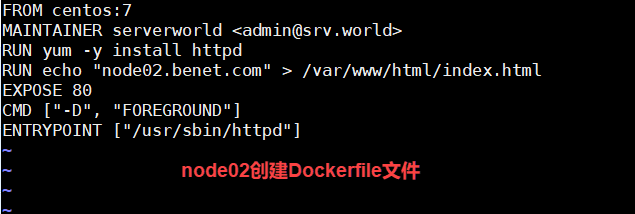 FROM centos:7
MAINTAINER serverworld <admin@srv.world>
RUN yum -y install httpd
RUN echo "node02.benet.com" > /var/www/html/index.html
EXPOSE 80
CMD ["-D", "FOREGROUND"]
ENTRYPOINT ["/usr/sbin/httpd"]
~
~ node02创建Dockerfile文件
~
~